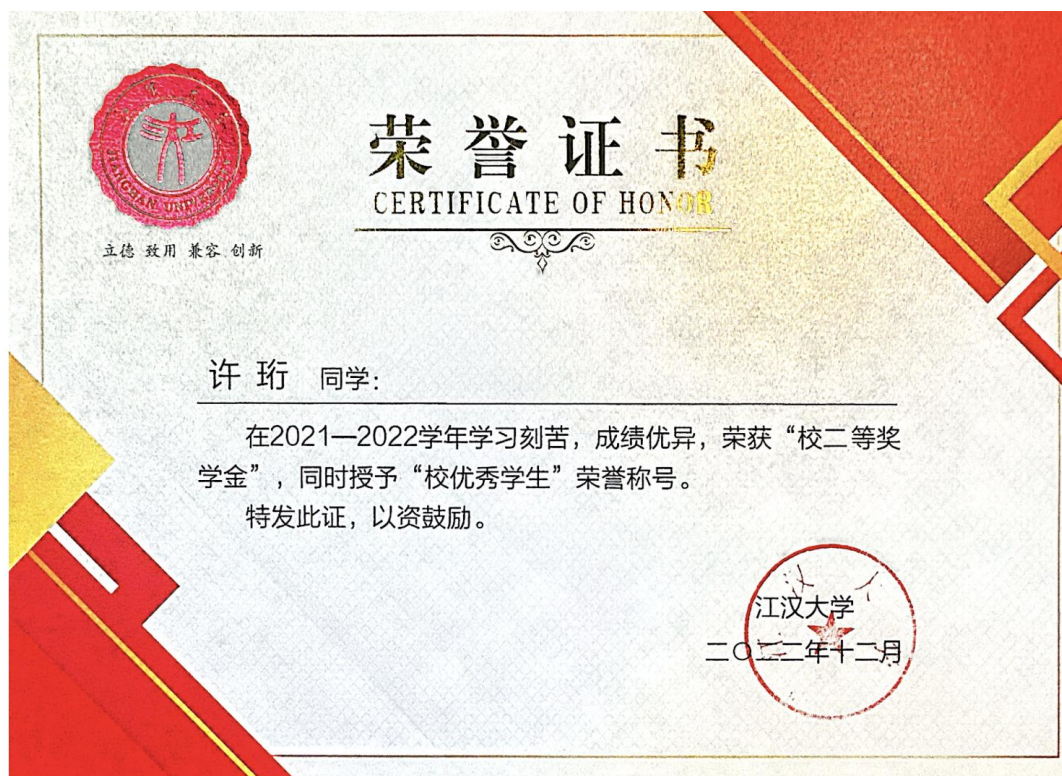 荣誉证书
CERTIFICATE OF HONOR
JIANGHAN UNIVERSITY
立德 致用 兼容 创新
许珩 同学：
在2021—2022学年学习刻苦，成绩优异，荣获“校二等奖
学金”，同时授予“校优秀学生”荣誉称号。
特发此证，以资鼓励。
江汉大学
二〇二二年十二月